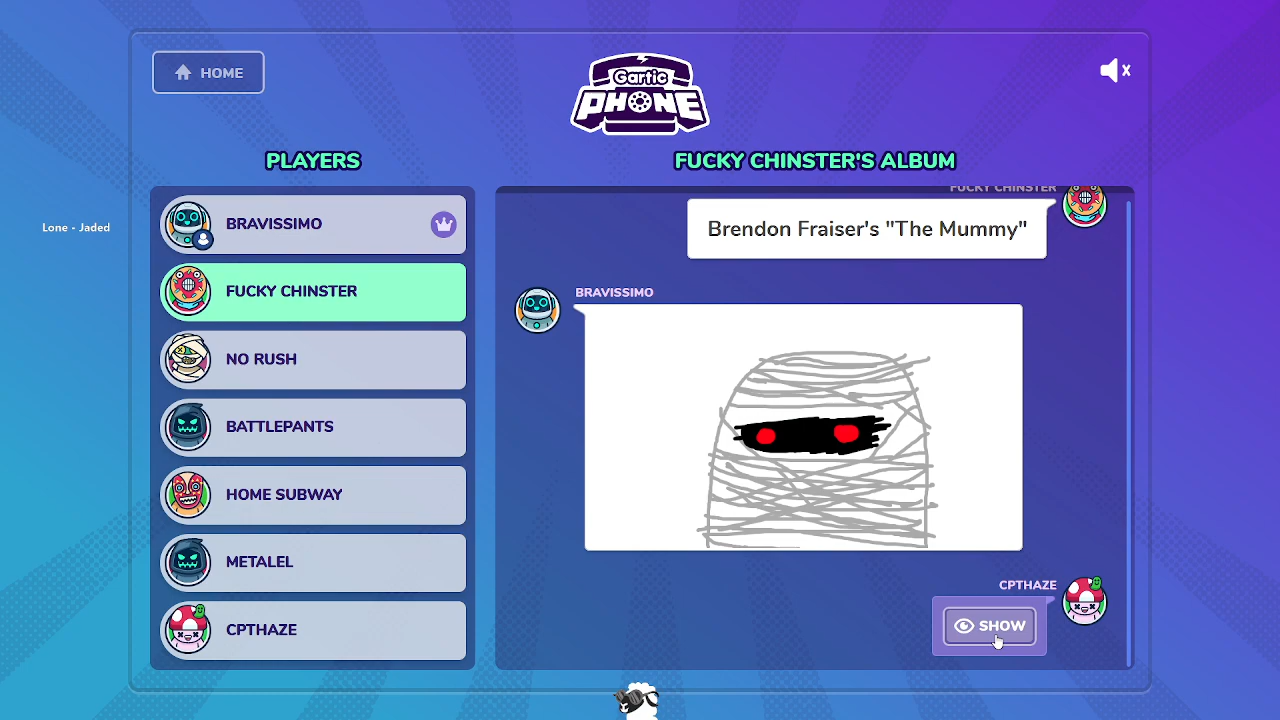 HOME
Gartic
PHONE
x
PLAYERS
FUCKY CHINSTER'S ALBUM
BRAVISSIMO
FUCKY CHINSTER
NO RUSH
BATTLEPANTS
HOME SUBWAY
METALEL
CPTHAZE
Lone - Jaded
FUCKY CHINSTER
Brendon Fraiser's "The Mummy"
BRAVISSIMO
CPTHAZE
SHOW